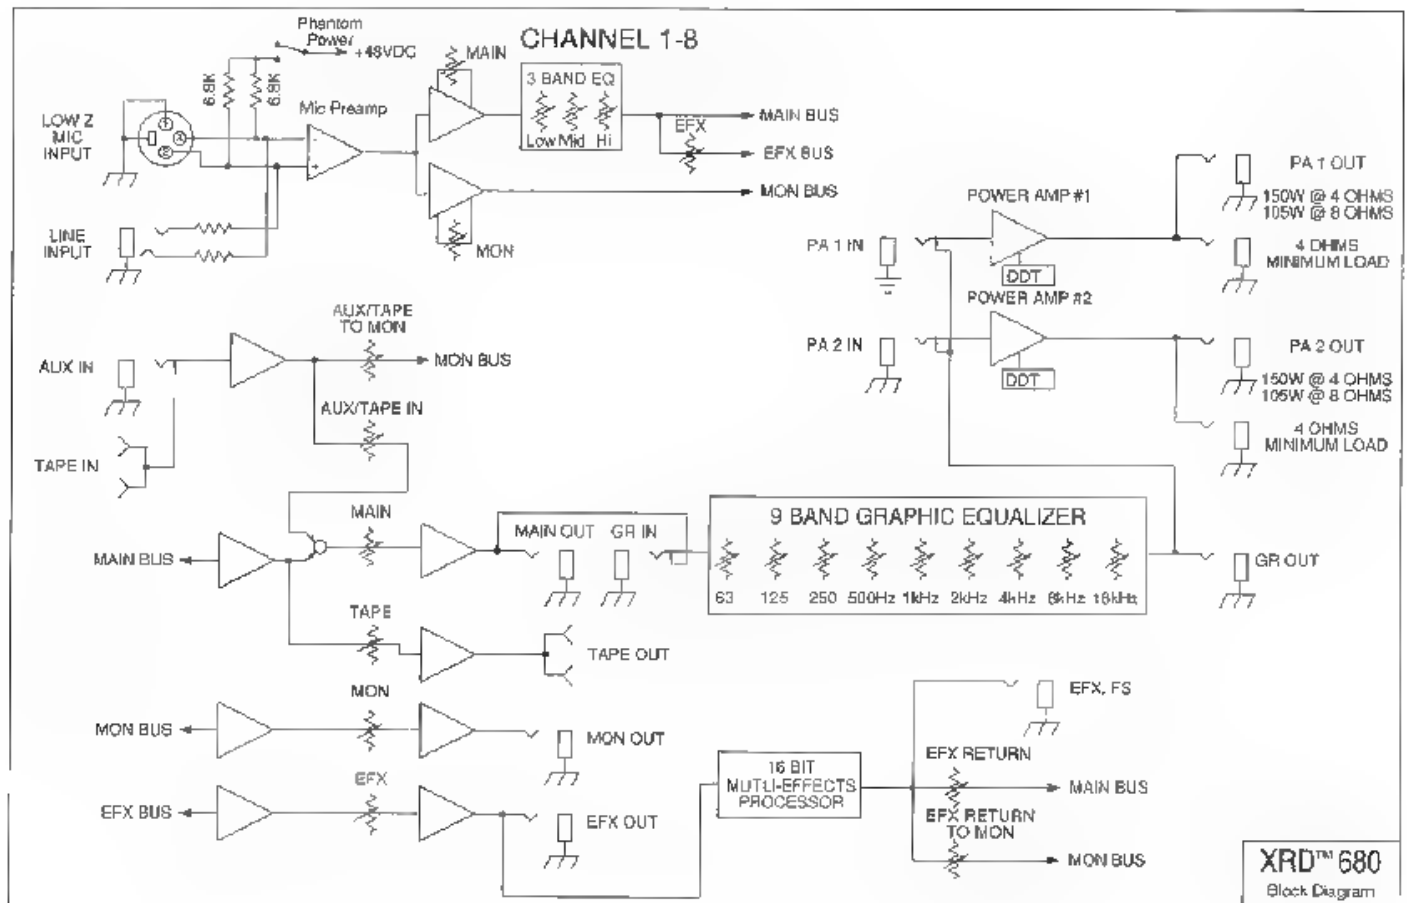 Phantom
Power
+48VDC
CHANNEL 1-8
MAIN
6.8K
6.8K
3 BAND EQ
Mic Preamp
LOW Z
MIC
INPUT
1
3
2
-
+
Low Mid Hi
EFX
MAIN BUS
EFX BUS
MON BUS
LINE
INPUT
MON
POWER AMP #1
PA 1 OUT
150W @ 4 OHMS
105W @ 8 OHMS
PA 1 IN
DDT
4 OHMS
MINIMUM LOAD
POWER AMP #2
PA 2 IN
DDT
PA 2 OUT
150W @ 4 OHMS
105W @ 8 OHMS
4 OHMS
MINIMUM LOAD
AUX/TAPE
TO MON
AUX IN
MON BUS
AUX/TAPE IN
TAPE IN
MAIN
MAIN BUS
MAIN OUT
GR IN
9 BAND GRAPHIC EQUALIZER
63 125 250 500Hz 1kHz 2kHz 4kHz 8kHz 16kHz
GR OUT
TAPE
TAPE OUT
MON
MON BUS
MON OUT
EFX
EFX BUS
EFX OUT
16 BIT
MUTLI-EFFECTS
PROCESSOR
EFX, FS
EFX RETURN
MAIN BUS
EFX RETURN
TO MON
MON BUS
XRD™ 680
Block Diagram